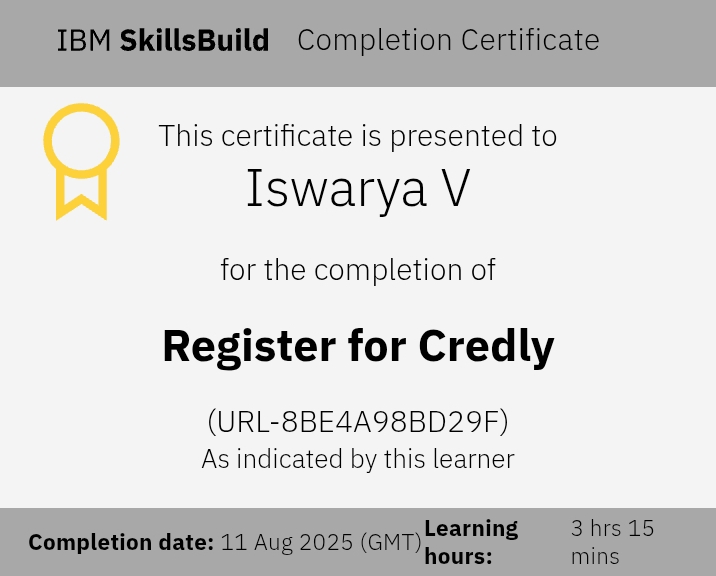 IBM SkillsBuild Completion Certificate
This certificate is presented to
Iswarya V
for the completion of
Register for Credly
(URL-8BE4A98BD29F)
As indicated by this learner
Completion date: 11 Aug 2025 (GMT)
Learning hours: 3 hrs 15 mins